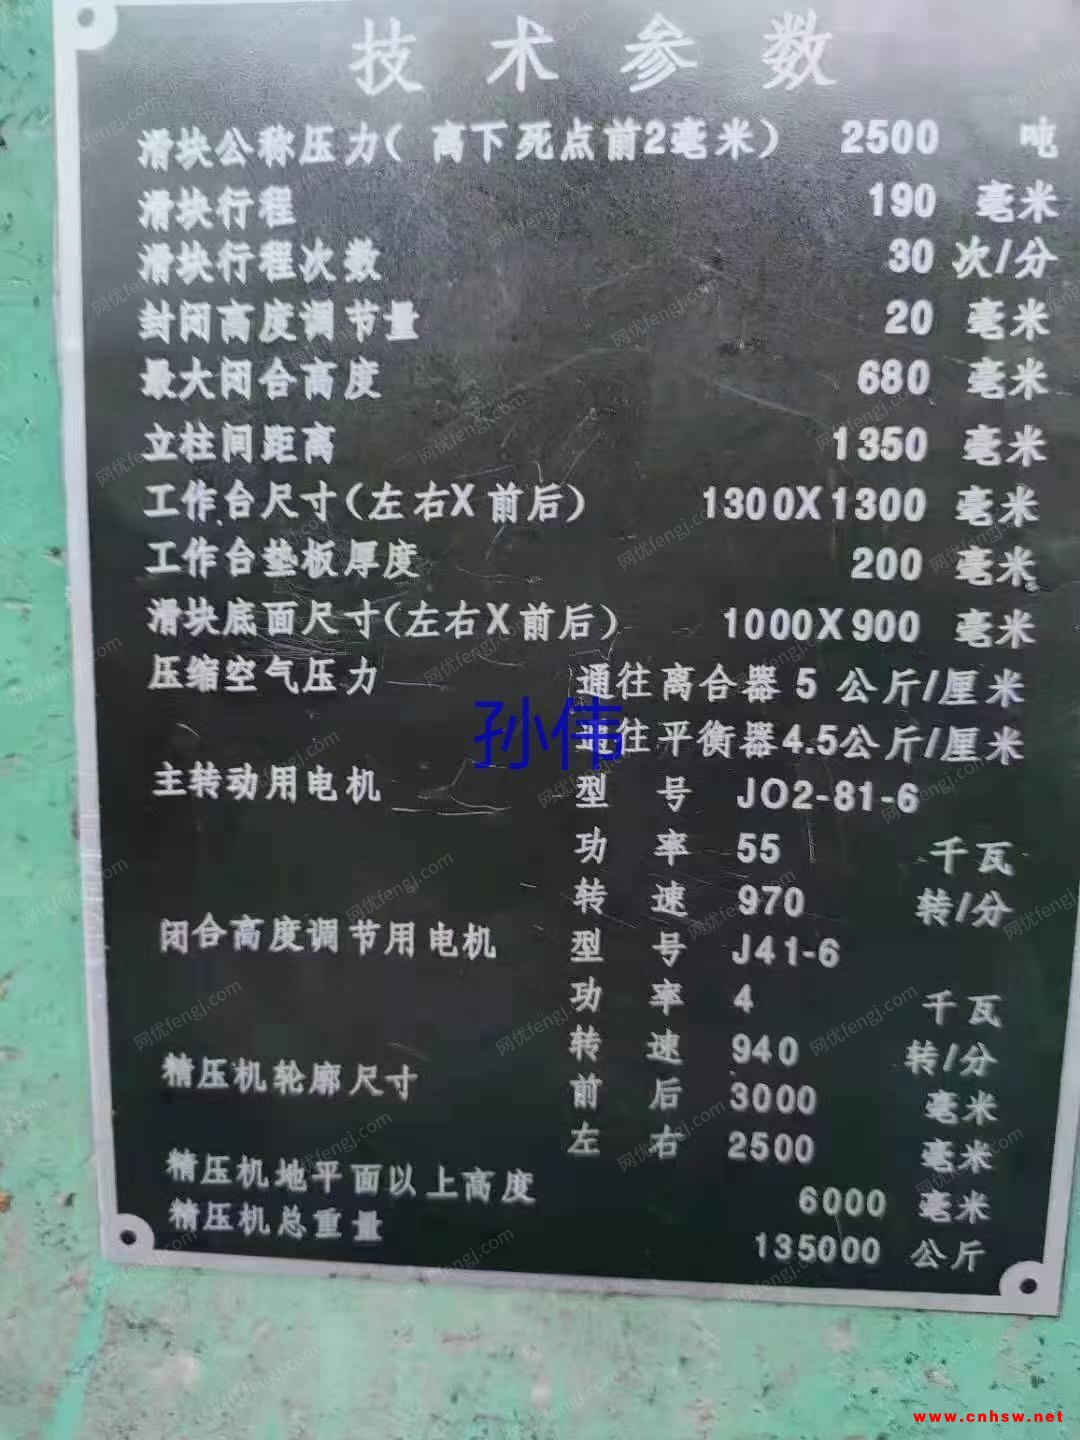 技术参数
滑块公称压力(高下死点前2毫米) 2500 吨
滑块行程 190 毫米
滑块行程次数 30 次/分
封闭高度调节量 20 毫米
最大闭合高度 680 毫米
立柱间距离 1350 毫米
工作台尺寸(左右X前后) 1300X1300 毫米
工作台垫板厚度 200 毫米
滑块底面尺寸(左右X前后) 1000X900 毫米
压缩空气压力 通往离合器 5 公斤/厘米
孙伟
通往平衡器4.5公斤/厘米
主转动用电机 型号 JO2-81-6
功率 55 千瓦
转速 970 转/分
闭合高度调节用电机 型号 J41-6
功率 4 千瓦
转速 940 转/分
精压机轮廓尺寸 前后 3000 毫米
左右 2500 毫米
精压机地平面以上高度 6000 毫米
精压机总重量 135000 公斤
www.cnhsw.net
网优fengj.com